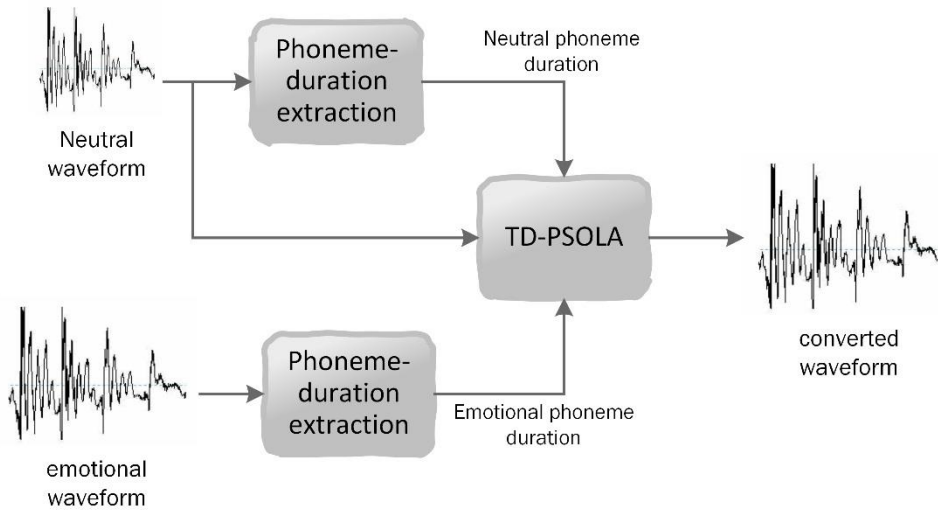 Neutral
waveform
Phoneme-
duration
extraction
Neutral phoneme
duration
TD-PSOLA
converted
waveform
emotional
waveform
Phoneme-
duration
extraction
Emotional phoneme
duration